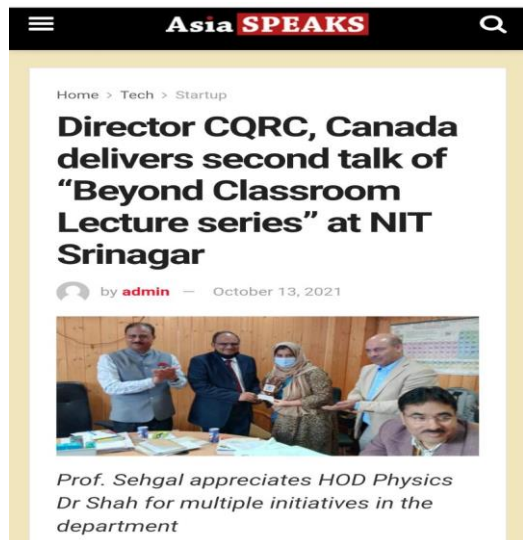 Asia SPEAKS
Home > Tech > Startup
Director CQRC, Canada
delivers second talk of
“Beyond Classroom
Lecture series” at NIT
Srinagar
by admin — October 13, 2021
Prof. Sehgal appreciates HOD Physics
Dr Shah for multiple initiatives in the
department